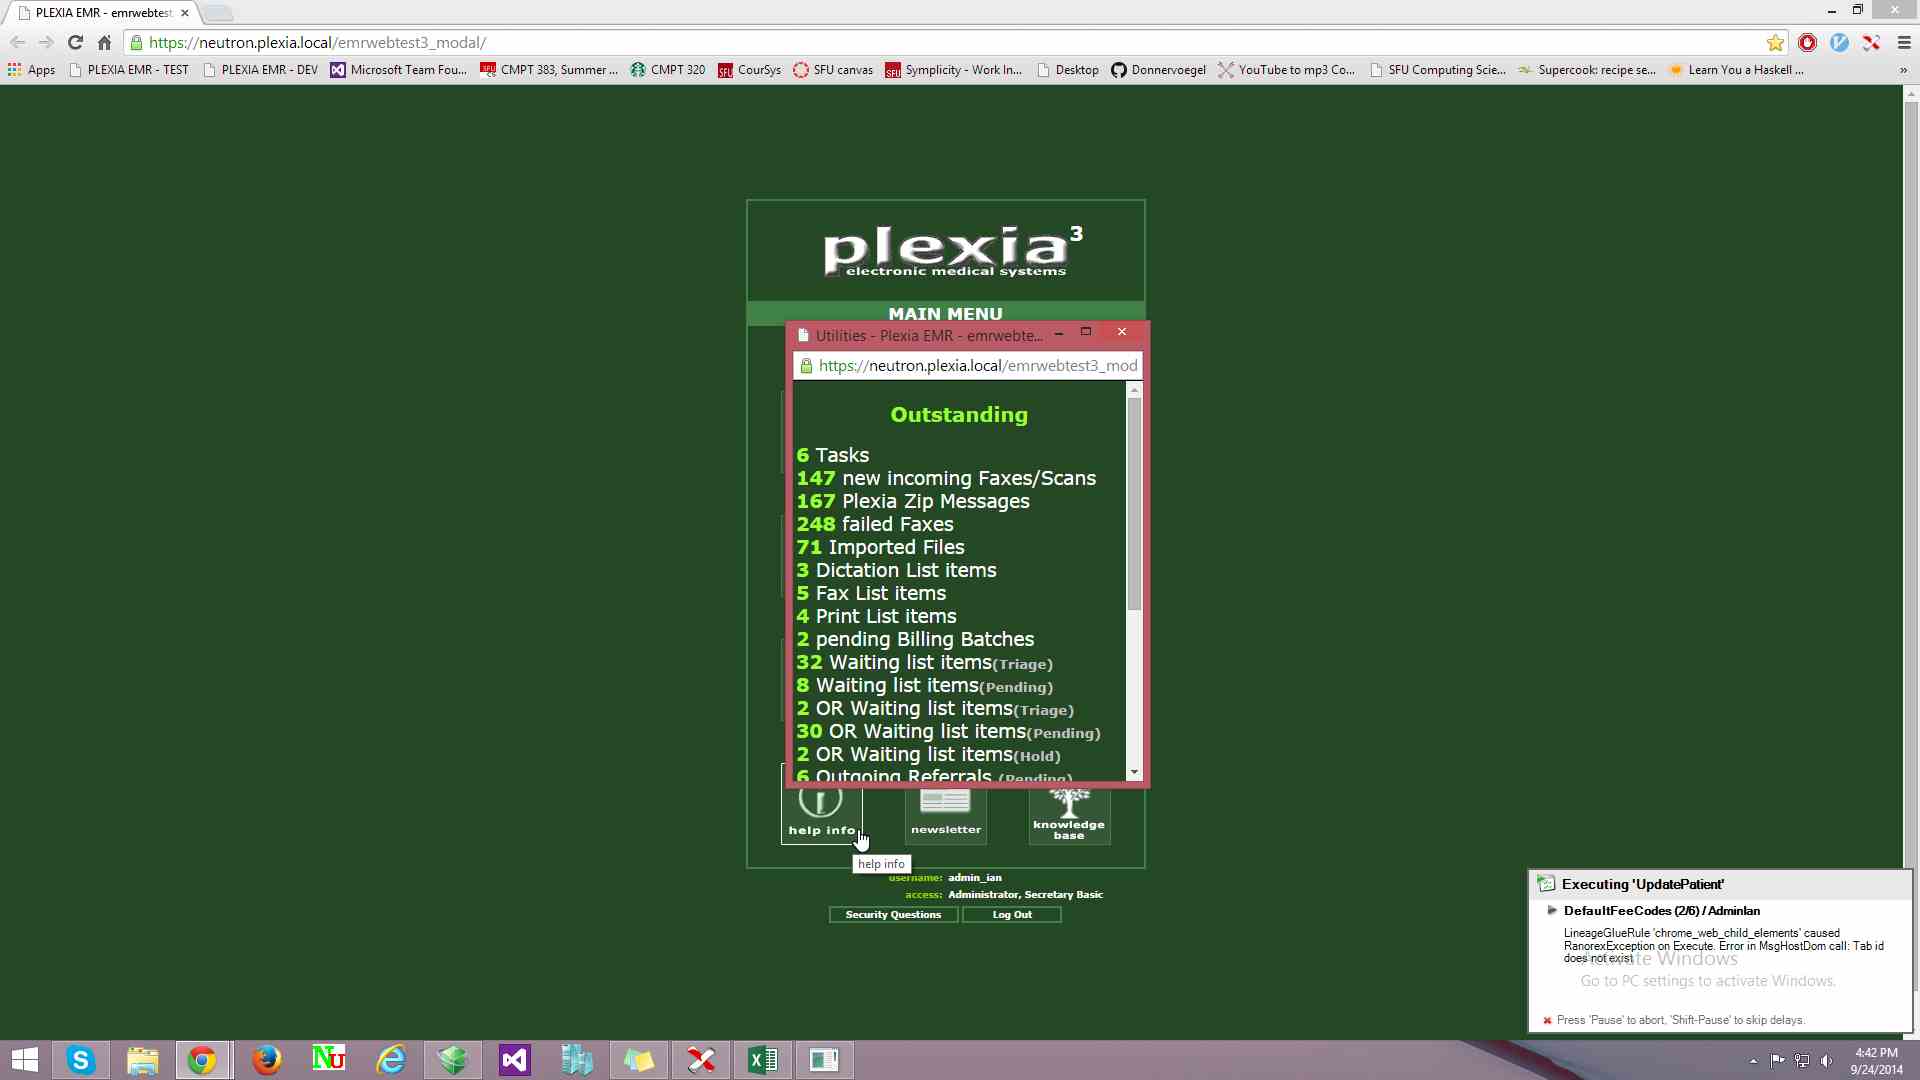 PLEXIA EMR - emrwebtest
https://neutron.plexia.local/emrwebtest3_modal/
Apps PLEXIA EMR - TEST PLEXIA EMR - DEV Microsoft Team Fou... CMPT 383, Summer ... CMPT 320 CourSys SFU canvas Symplicity - Work In... Desktop Donnervoegel YouTube to mp3 Co... SFU Computing Scie... Supercook: recipe se... Learn You a Haskell ... »
plexia3
electronic medical systems
MAIN MENU
Utilities - Plexia EMR - emrwebte...
https://neutron.plexia.local/emrwebtest3_mod
Outstanding
6 Tasks
147 new incoming Faxes/Scans
167 Plexia Zip Messages
248 failed Faxes
71 Imported Files
3 Dictation List items
5 Fax List items
4 Print List items
2 pending Billing Batches
32 Waiting list items(Triage)
8 Waiting list items(Pending)
2 OR Waiting list items(Triage)
30 OR Waiting list items(Pending)
2 OR Waiting list items(Hold)
6 Outgoing Referrals (Pending)
help info
newsletter
knowledge
base
help info
username: admin_ian
access: Administrator, Secretary Basic
Security Questions Log Out
Executing 'UpdatePatient'
DefaultFeeCodes (2/6) / AdminIan
LineageGlueRule 'chrome_web_child_elements' caused
RanorexException on Execute. Error in MsgHostDom call: Tab id
does not exist
Activate Windows
Go to PC settings to activate Windows.
Press 'Pause' to abort, 'Shift-Pause' to skip delays.
4:42 PM
9/24/2014